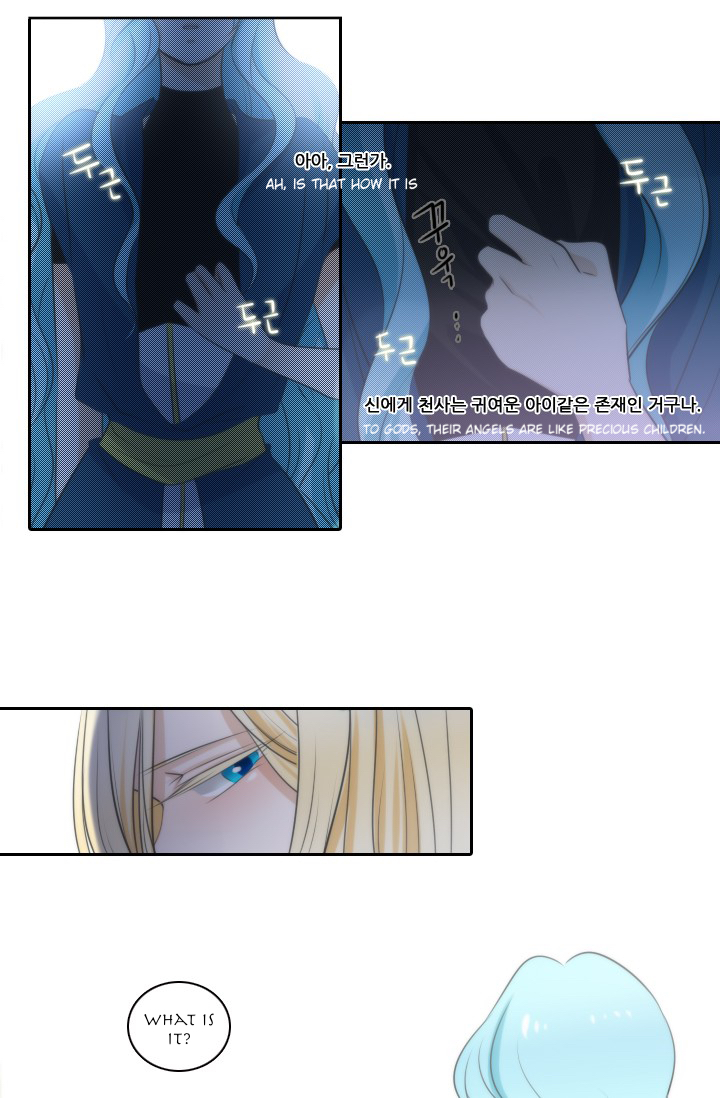 두근
아아, 그런가.
AH, IS THAT HOW IT IS
두근
꾸욱...
두근
두근
신에게 천사는 귀여운 아이같은 존재인 거구나.
TO GODS, THEIR ANGELS ARE LIKE PRECIOUS CHILDREN.
WHAT IS
IT?